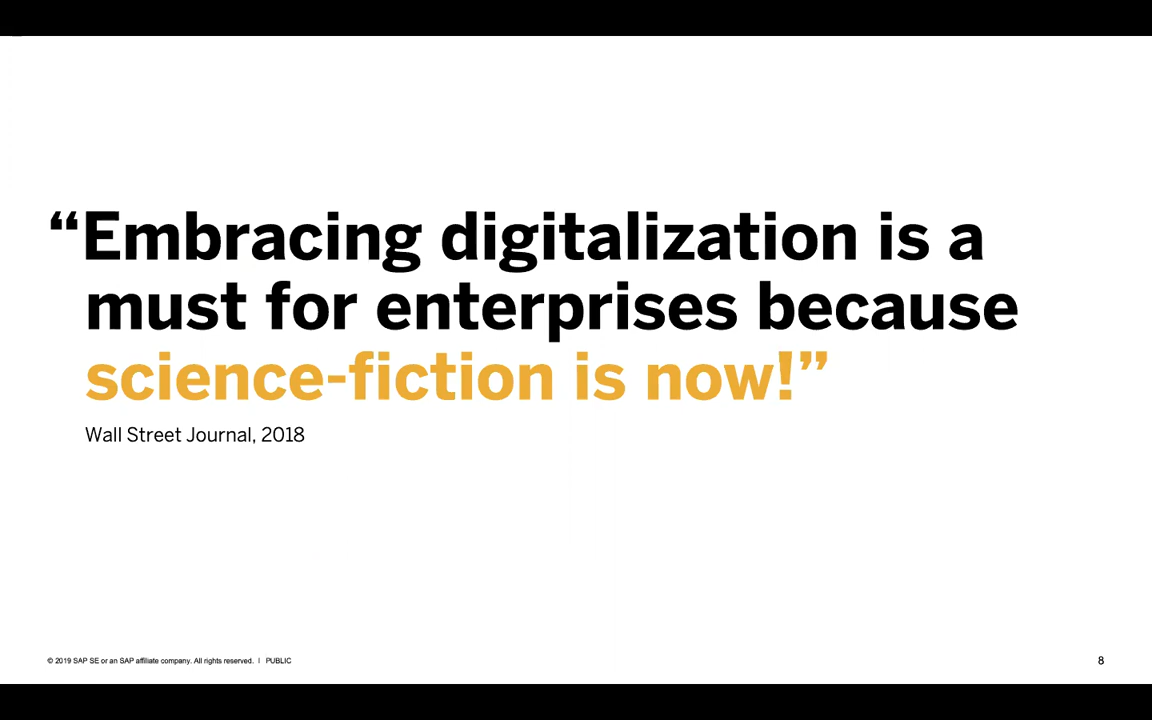 “Embracing digitalization is a
must for enterprises because
science-fiction is now!”
Wall Street Journal, 2018
© 2019 SAP SE or an SAP affiliate company. All rights reserved. | PUBLIC
8